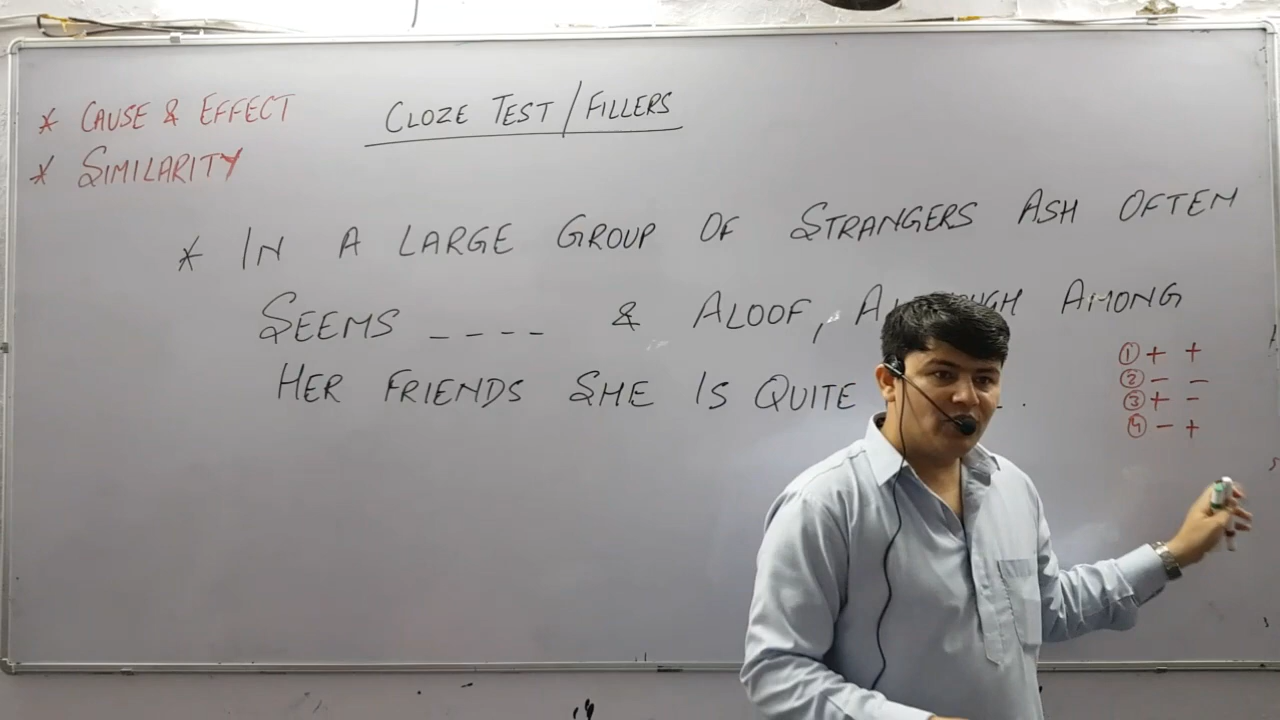 * CAUSE & EFFECT
CLOZE TEST/FILLERS
* SIMILARITY
* IN A LARGE GROUP OF STRANGERS ASH OFTEN
SEEMS ---- & ALOOF, AMONG
HER FRIENDS SHE IS QUITE .
① + +
② - -
③ + -
④ - +